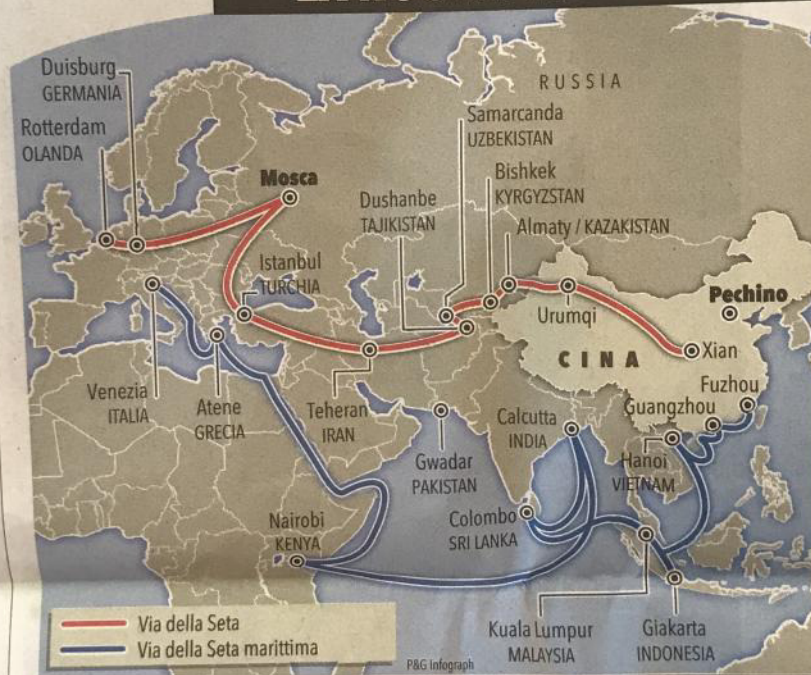 Duisburg
GERMANIA
Rotterdam
OLANDA
Mosca
RUSSIA
Samarcanda
UZBEKISTAN
Bishkek
KYRGYZSTAN
Dushanbe
TAJIKISTAN
Almaty / KAZAKISTAN
Istanbul
TURCHIA
Urumqi
Pechino
CINA
Xian
Venezia
ITALIA
Atene
GRECIA
Teheran
IRAN
Gwadar
PAKISTAN
Calcutta
INDIA
Fuzhou
Guangzhou
Hanoi
VIETNAM
Colombo
SRI LANKA
Nairobi
KENYA
Kuala Lumpur
MALAYSIA
Giakarta
INDONESIA
Via della Seta
Via della Seta marittima
P&G Infograph